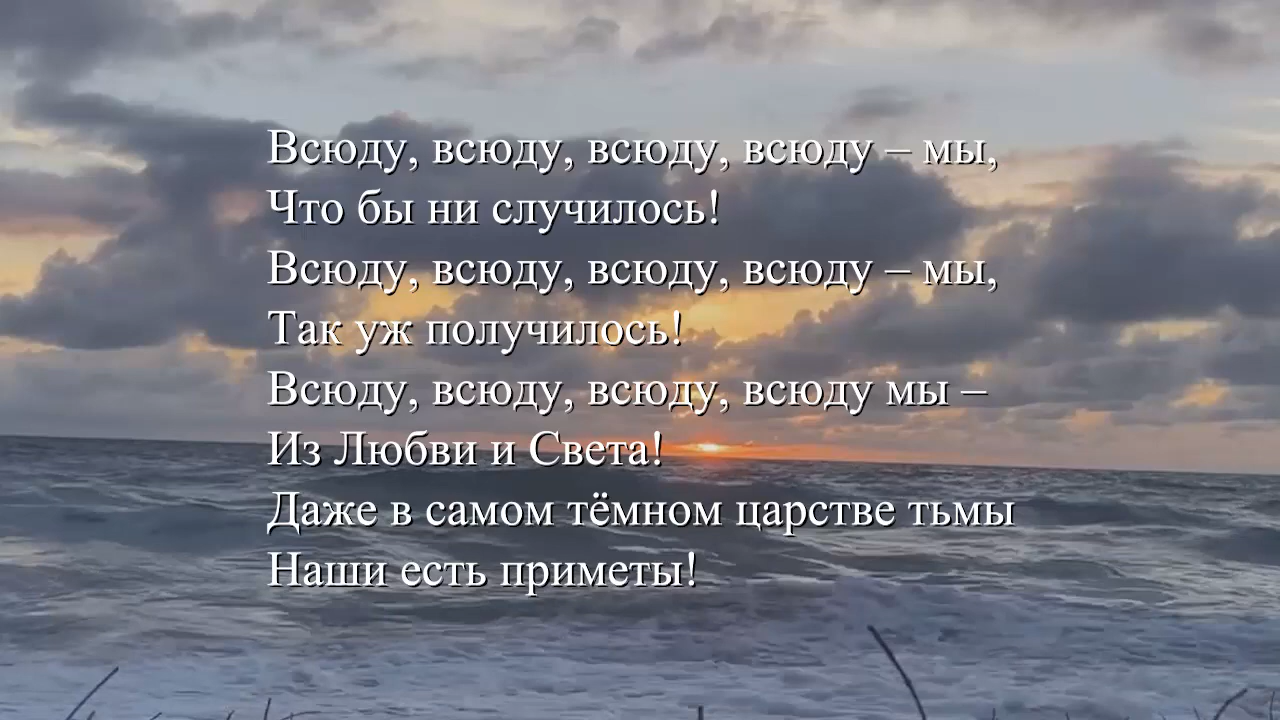 Всюду, всюду, всюду, всюду – мы,
Что бы ни случилось!
Всюду, всюду, всюду, всюду – мы,
Так уж получилось!
Всюду, всюду, всюду, всюду мы –
Из Любви и Света!
Даже в самом тёмном царстве тьмы
Наши есть приметы!